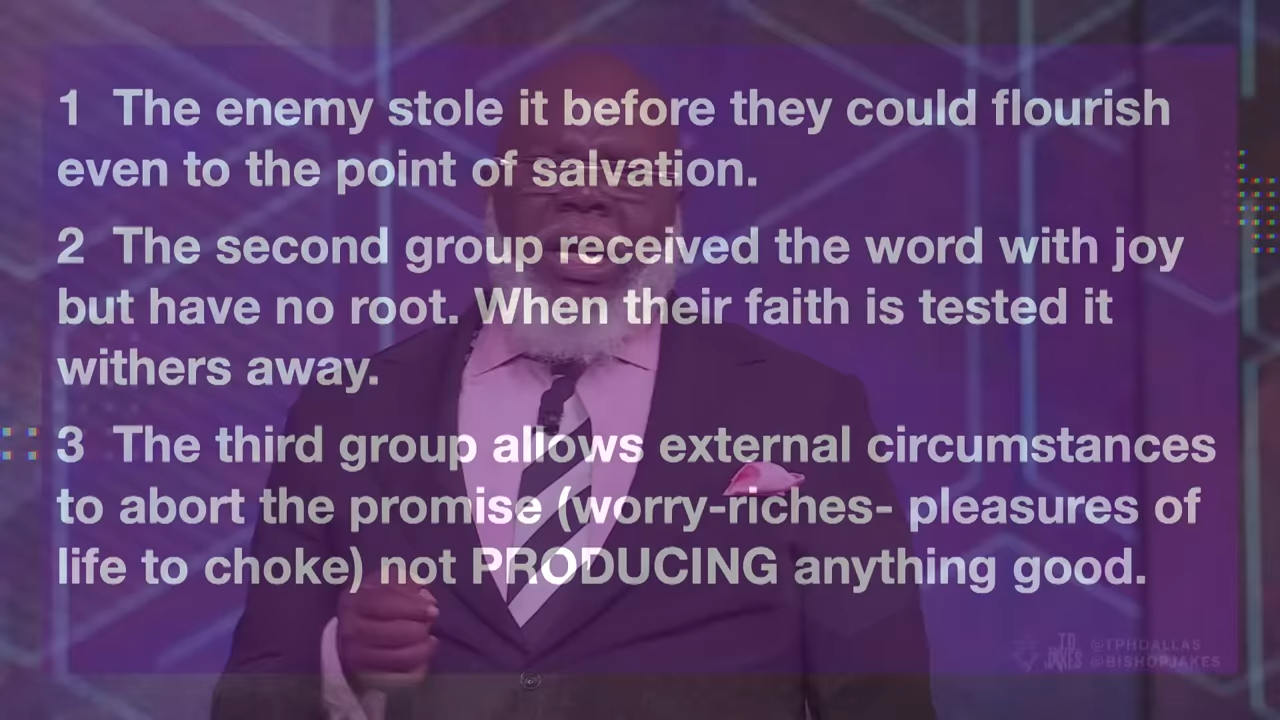 1 The enemy stole it before they could flourish
even to the point of salvation.
2 The second group received the word with joy
but have no root. When their faith is tested it
withers away.
3 The third group allows external circumstances
to abort the promise (worry-riches- pleasures of
life to choke) not PRODUCING anything good.
T.D. @TPHDALLAS
JAKES @BISHOPJAKES